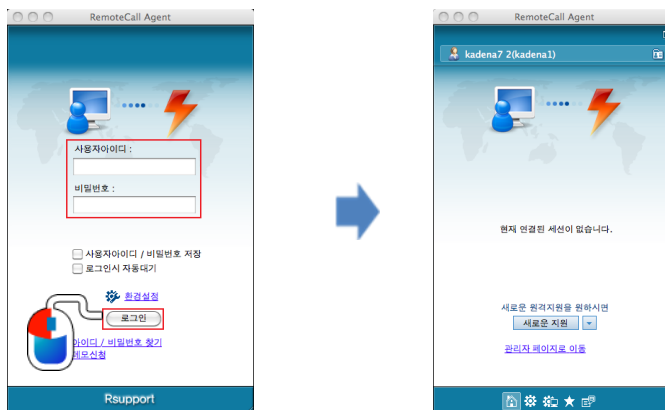 RemoteCall Agent
사용자아이디 :
비밀번호 :
사용자아이디 / 비밀번호 저장
로그인시 자동대기
환경설정
로그인
아이디 / 비밀번호 찾기
데모신청
Rsupport
RemoteCall Agent
kadena7 2(kadena1)
현재 연결된 세션이 없습니다.
새로운 원격지원을 원하시면
새로운 지원
관리자 페이지로 이동